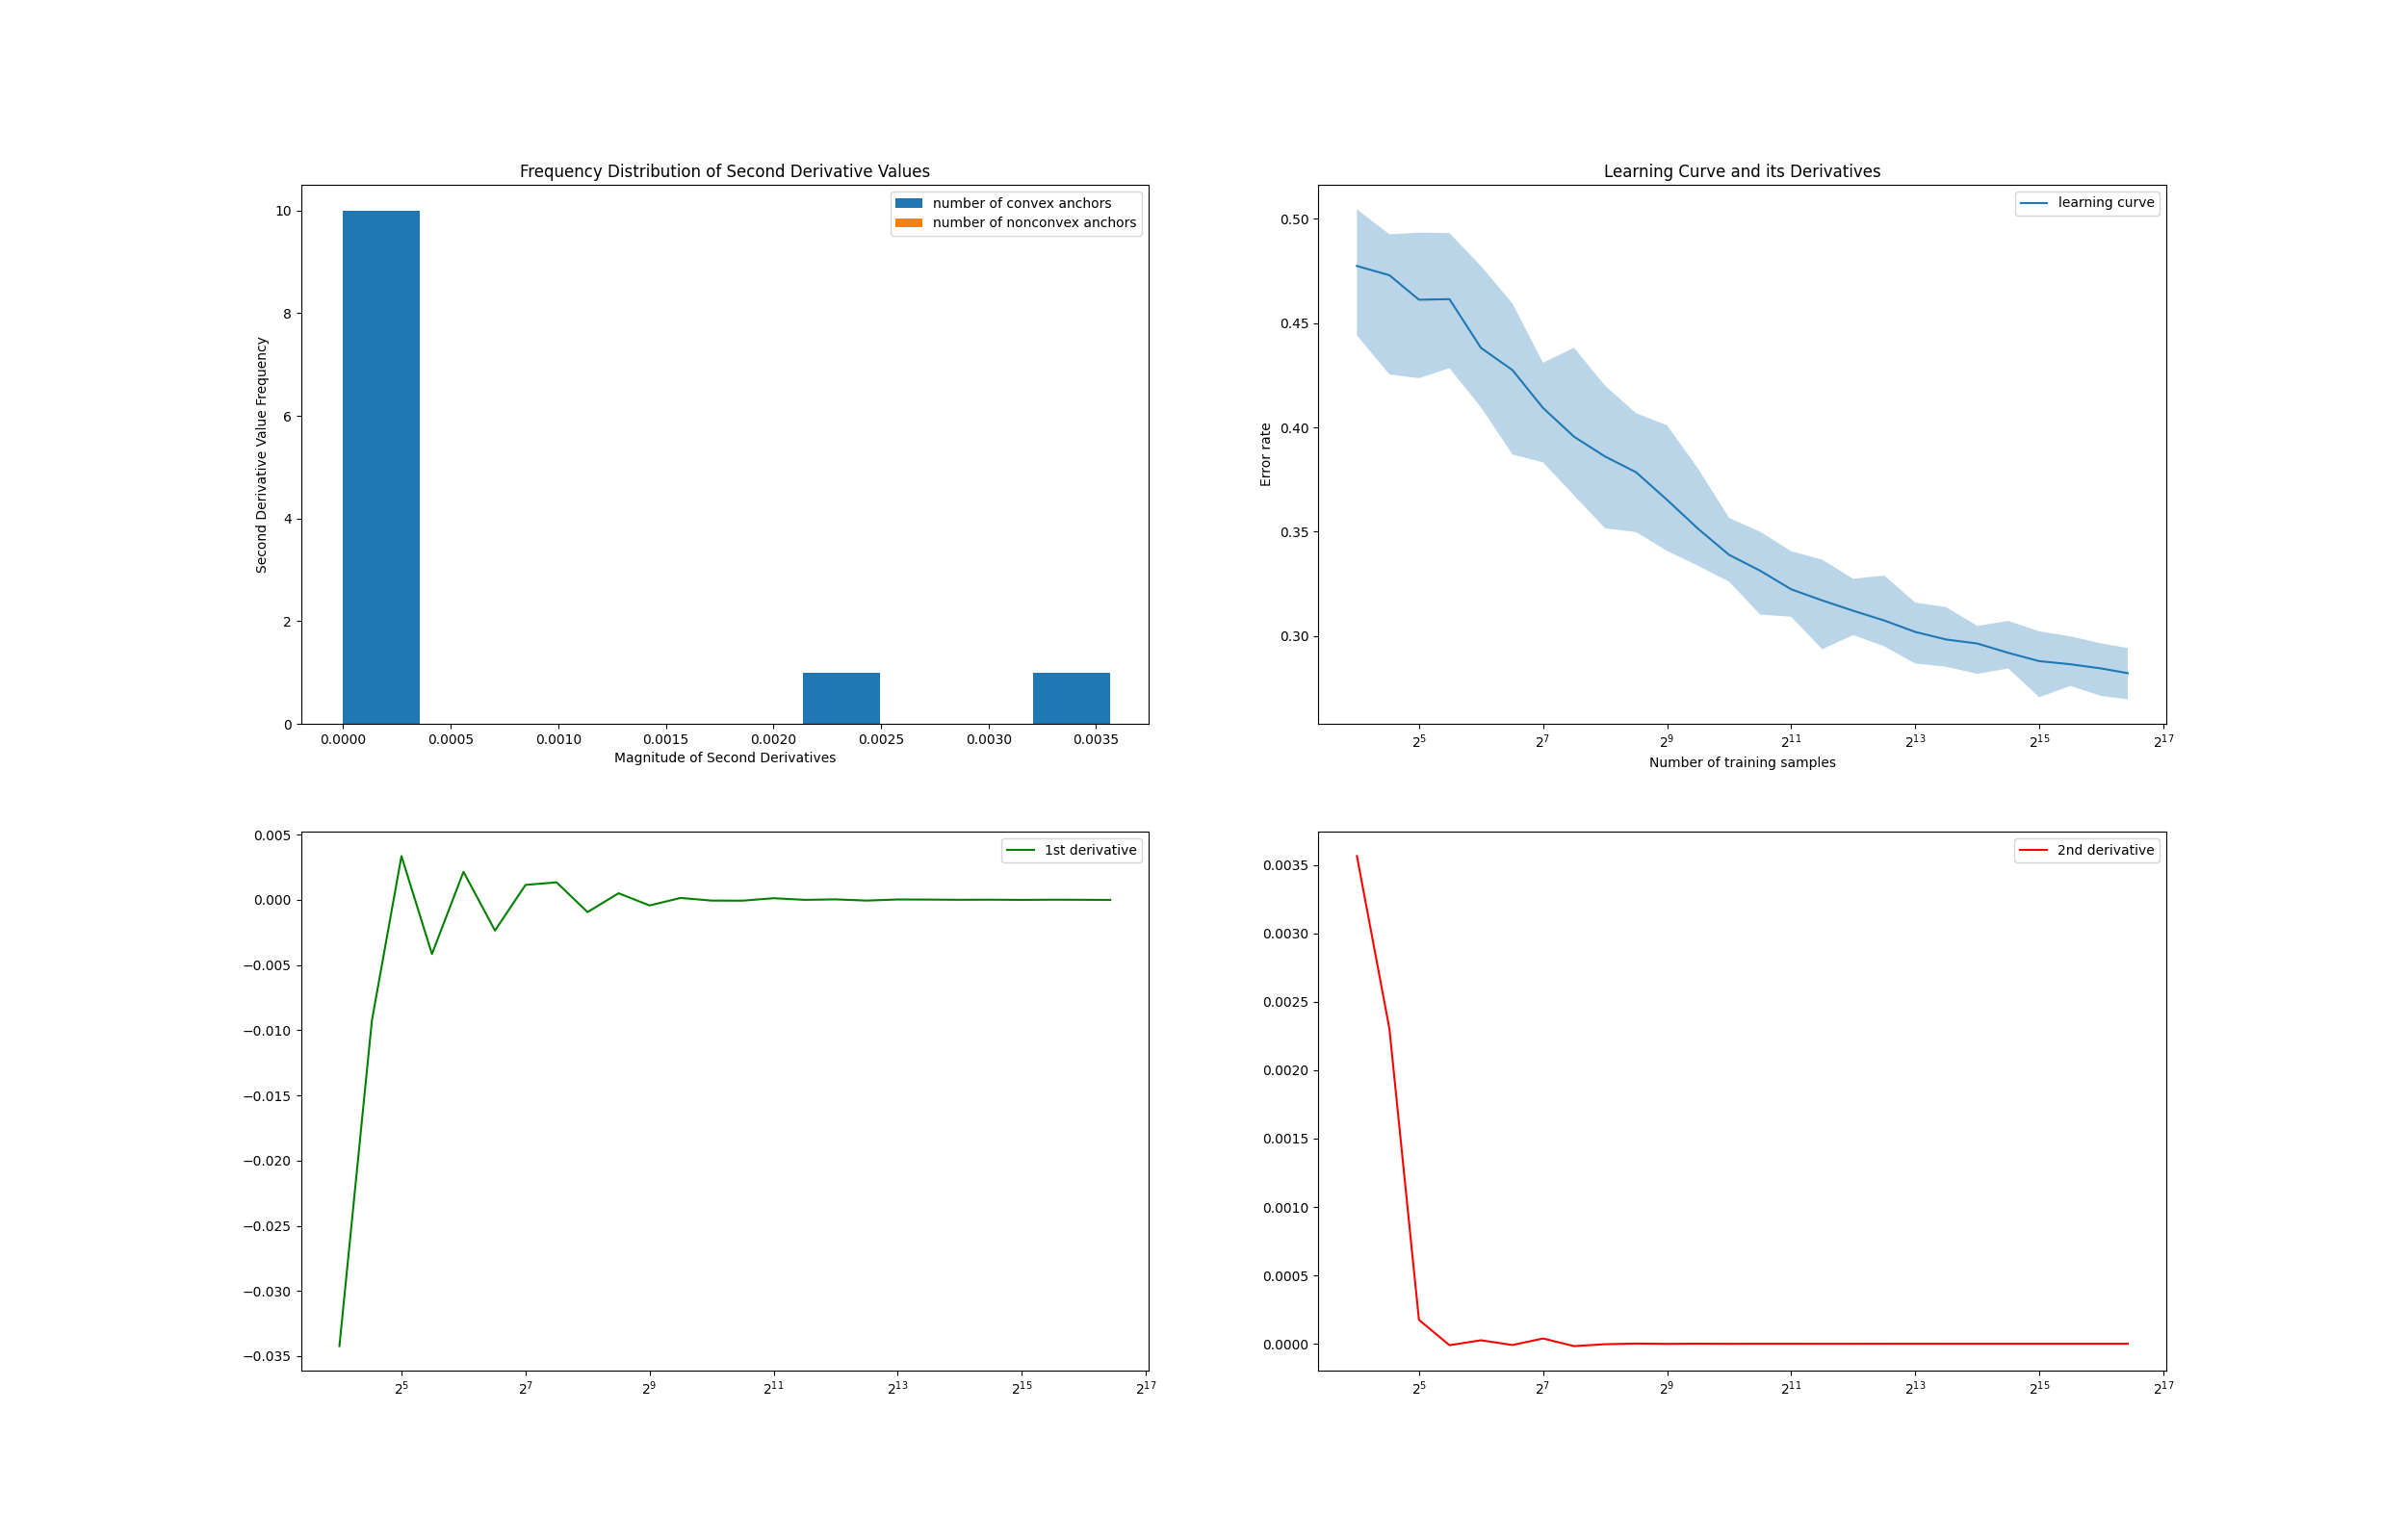 Frequency Distribution of Second Derivative Values
number of convex anchors
number of nonconvex anchors
10
8
6
4
2
0
Second Derivative Value Frequency
0.0000 0.0005 0.0010 0.0015 0.0020 0.0025 0.0030 0.0035
Magnitude of Second Derivatives
Learning Curve and its Derivatives
learning curve
0.50
0.45
0.40
0.35
0.30
Error rate
2^5 2^7 2^9 2^11 2^13 2^15 2^17
Number of training samples
1st derivative
0.005
0.000
−0.005
−0.010
−0.015
−0.020
−0.025
−0.030
−0.035
2^5 2^7 2^9 2^11 2^13 2^15 2^17
2nd derivative
0.0035
0.0030
0.0025
0.0020
0.0015
0.0010
0.0005
0.0000
2^5 2^7 2^9 2^11 2^13 2^15 2^17